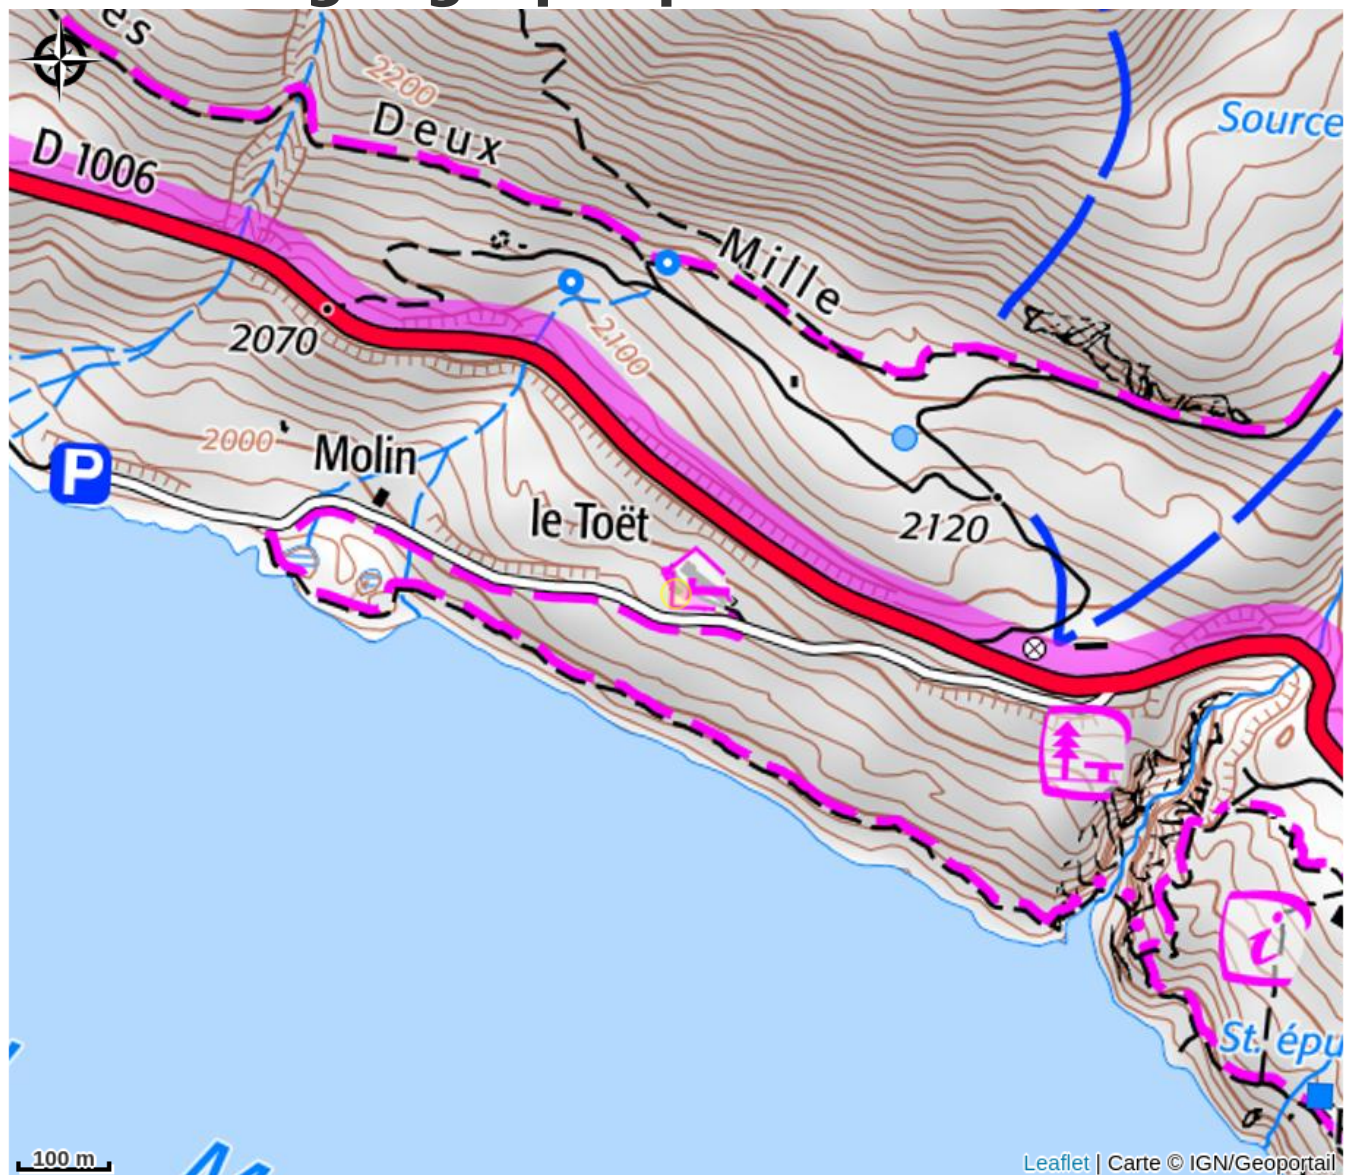 es
2200
Deux
Source
D 1006
Mille
2070
2100
2000
Molin
P
le Toët
2120
i
St. épu
M
100 m
Leaflet | Carte © IGN/Geoportail